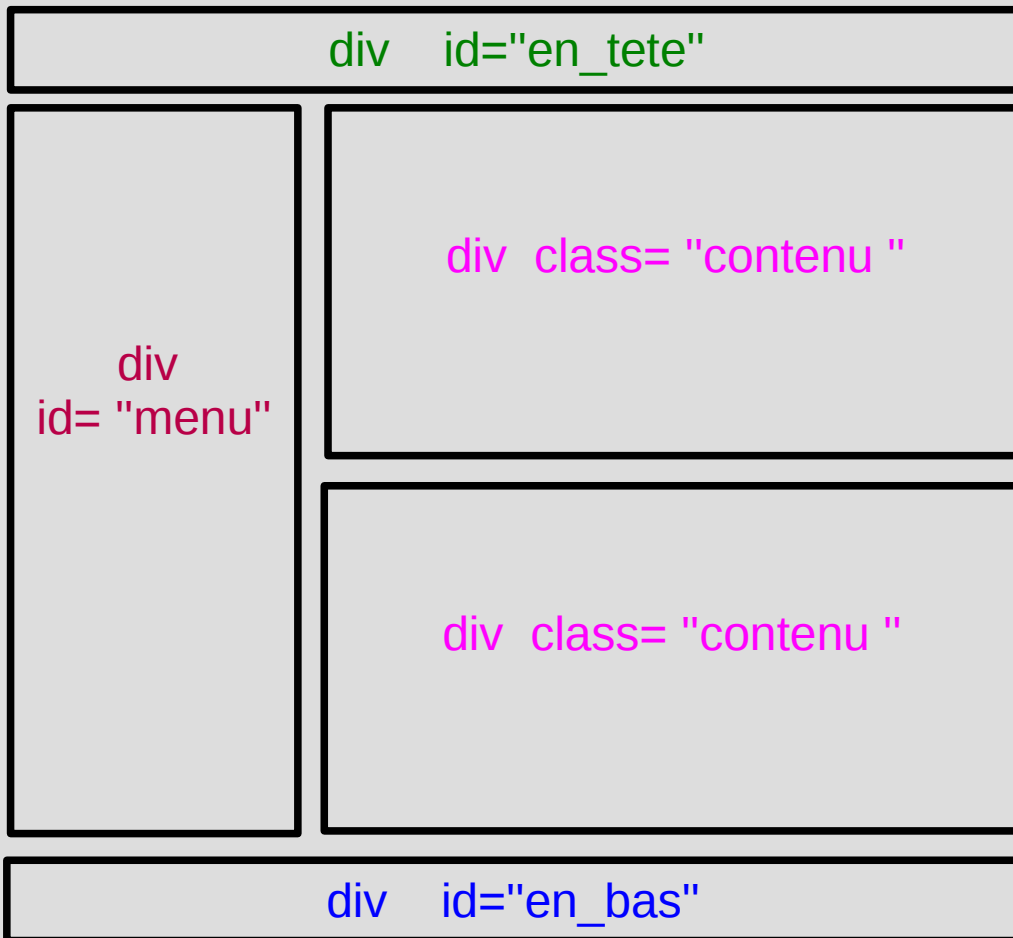 div id="en_tete"
div class= "contenu "
div
id= "menu"
div class= "contenu "
div id="en_bas"